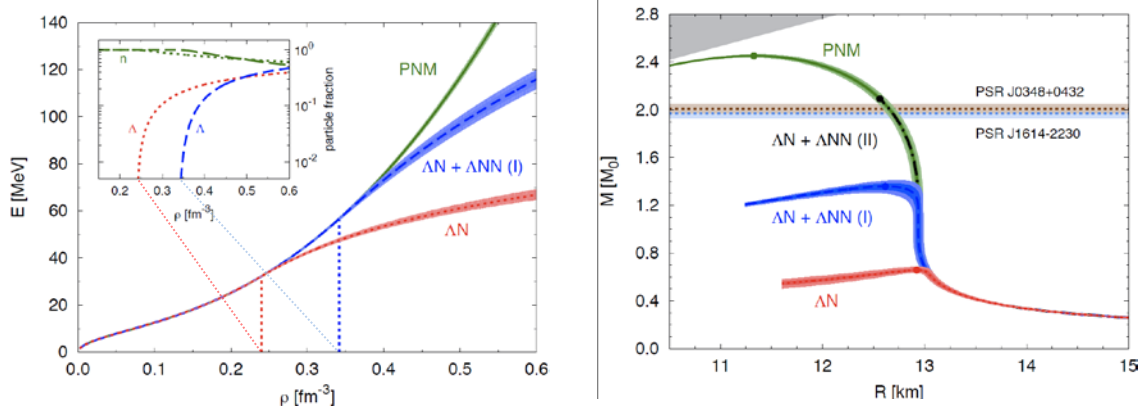 140
120
100
80
60
40
20
0
E [MeV]
0.0 0.1 0.2 0.3 0.4 0.5 0.6
ρ [fm⁻³]
PNM
ΛN + ΛNN (I)
ΛN
n
Λ
Λ
10⁰
10⁻¹
10⁻²
particle fraction
0.2 0.3 0.4 0.5 0.6
ρ [fm⁻³]
2.8
2.4
2.0
1.6
1.2
0.8
0.4
0.0
M [M₀]
11 12 13 14 15
R [km]
PNM
PSR J0348+0432
PSR J1614-2230
ΛN + ΛNN (II)
ΛN + ΛNN (I)
ΛN